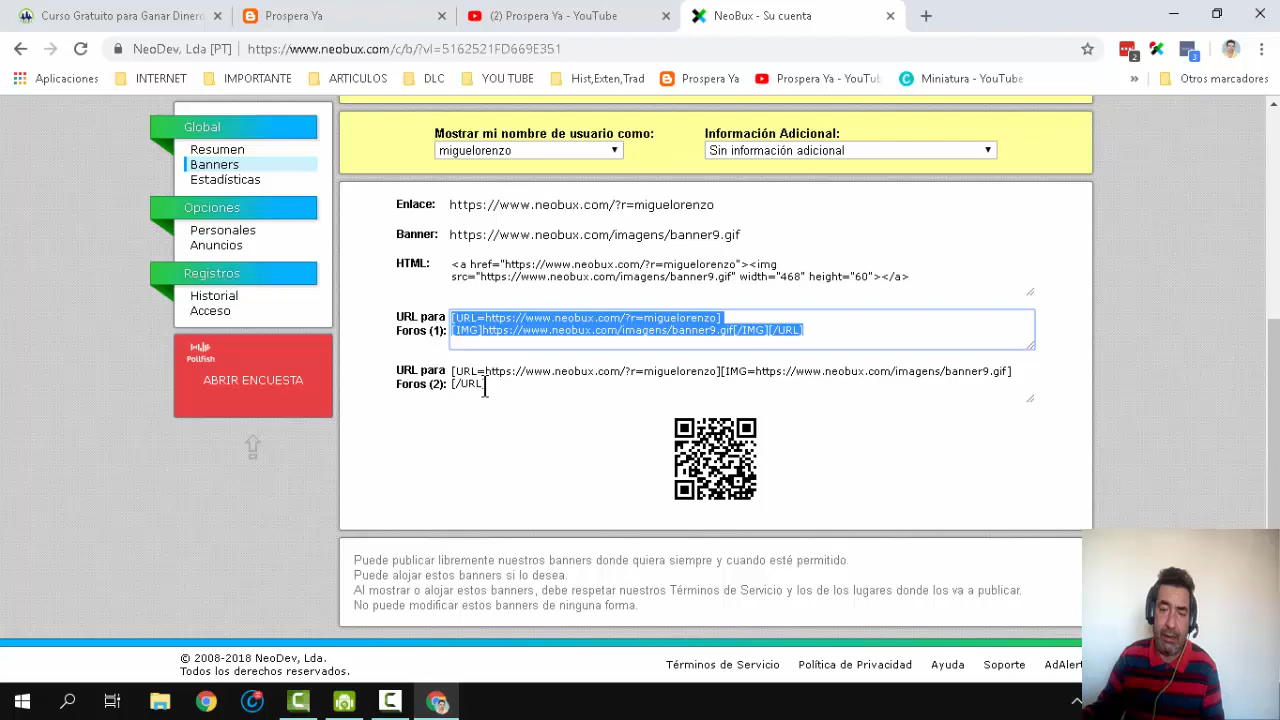 Curso Gratuito para Ganar Dinero
Prospera Ya
(2) Prospera Ya - YouTube
NeoBux - Su cuenta
NeoDev, Lda [PT]
https://www.neobux.com/c/b/?vl=5162521FD669E351
2
3
Aplicaciones
INTERNET
IMPORTANTE
ARTICULOS
DLC
YOU TUBE
Hist,Exten,Trad
Prospera Ya
Prospera Ya - YouTub
Miniatura - YouTube
»
Otros marcadores
Global
Resumen
Banners
Estadísticas
Opciones
Personales
Anuncios
Registros
Historial
Acceso
Pollfish
ABRIR ENCUESTA
Mostrar mi nombre de usuario como:
miguelorenzo
Información Adicional:
Sin información adicional
Enlace: https://www.neobux.com/?r=miguelorenzo
Banner: https://www.neobux.com/imagens/banner9.gif
HTML: <a href="https://www.neobux.com/?r=miguelorenzo"><img
src="https://www.neobux.com/imagens/banner9.gif" width="468" height="60"></a>
URL para [URL=https://www.neobux.com/?r=miguelorenzo]
Foros (1): [IMG]https://www.neobux.com/imagens/banner9.gif[/IMG][/URL]
URL para [URL=https://www.neobux.com/?r=miguelorenzo][IMG=https://www.neobux.com/imagens/banner9.gif]
Foros (2): [/URL]
Puede publicar libremente nuestros banners donde quiera siempre y cuando esté permitido.
Puede alojar estos banners si lo desea.
Al mostrar o alojar estos banners, debe respetar nuestros Términos de Servicio y los de los lugares donde los va a publicar.
No puede modificar estos banners de ninguna forma.
© 2008-2018 NeoDev, Lda.
Todos los derechos reservados.
Términos de Servicio
Política de Privacidad
Ayuda
Soporte
AdAlert